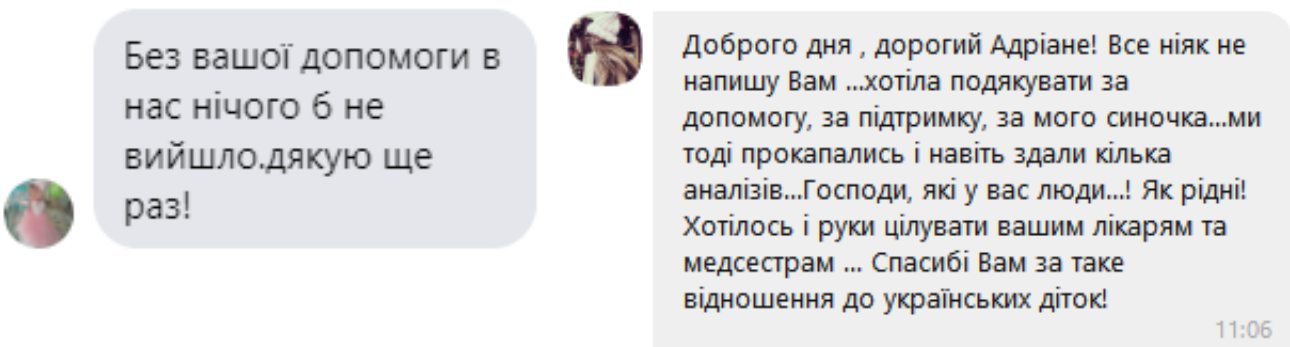 Без вашої допомоги в
нас нічого б не
вийшло.дякую ще
раз!
Доброго дня , дорогий Адріане! Все ніяк не
напишу Вам ...хотіла подякувати за
допомогу, за підтримку, за мого синочка...ми
тоді прокапались і навіть здали кілька
аналізів...Господи, які у вас люди...! Як рідні!
Хотілось і руки цілувати вашим лікарям та
медсестрам ... Спасибі Вам за таке
відношення до українських діток!
11:06